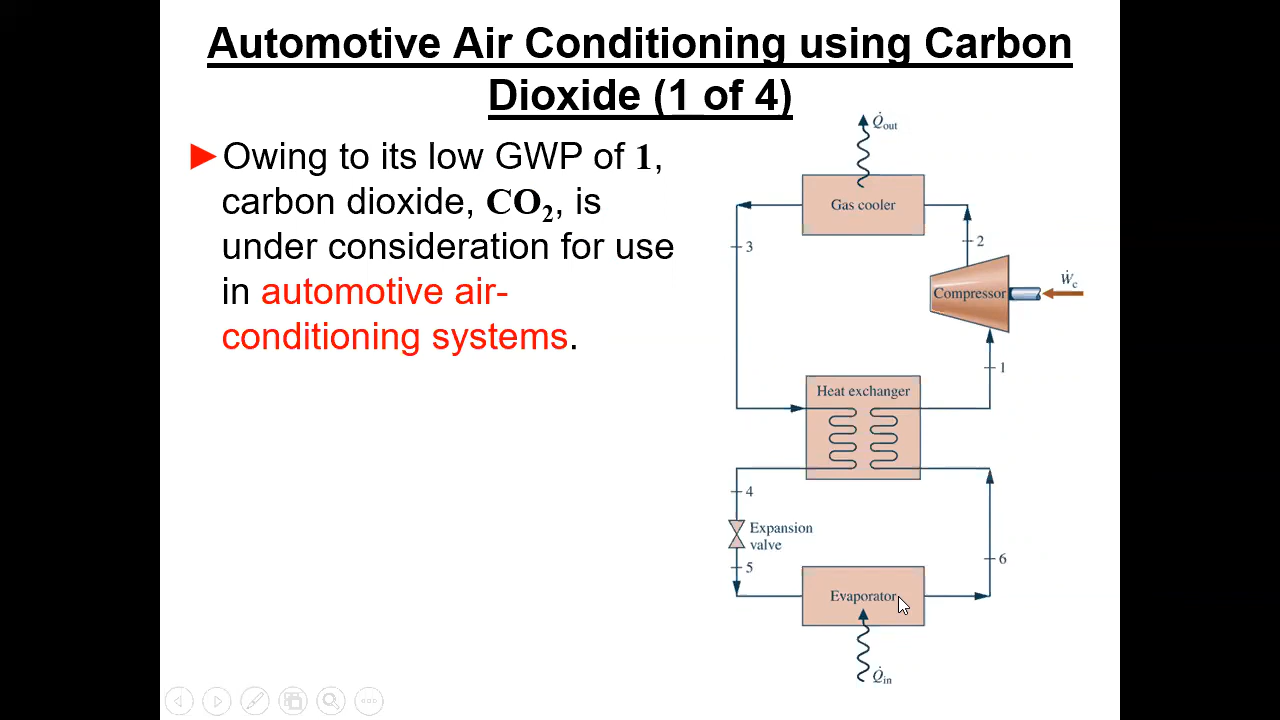 Automotive Air Conditioning using Carbon
Dioxide (1 of 4)
►Owing to its low GWP of 1,
carbon dioxide, CO₂, is
under consideration for use
in automotive air-
conditioning systems.
Q̇out
Gas cooler
3
2
Compressor
Ẇc
1
Heat exchanger
4
Expansion
valve
5
6
Evaporator
Q̇in